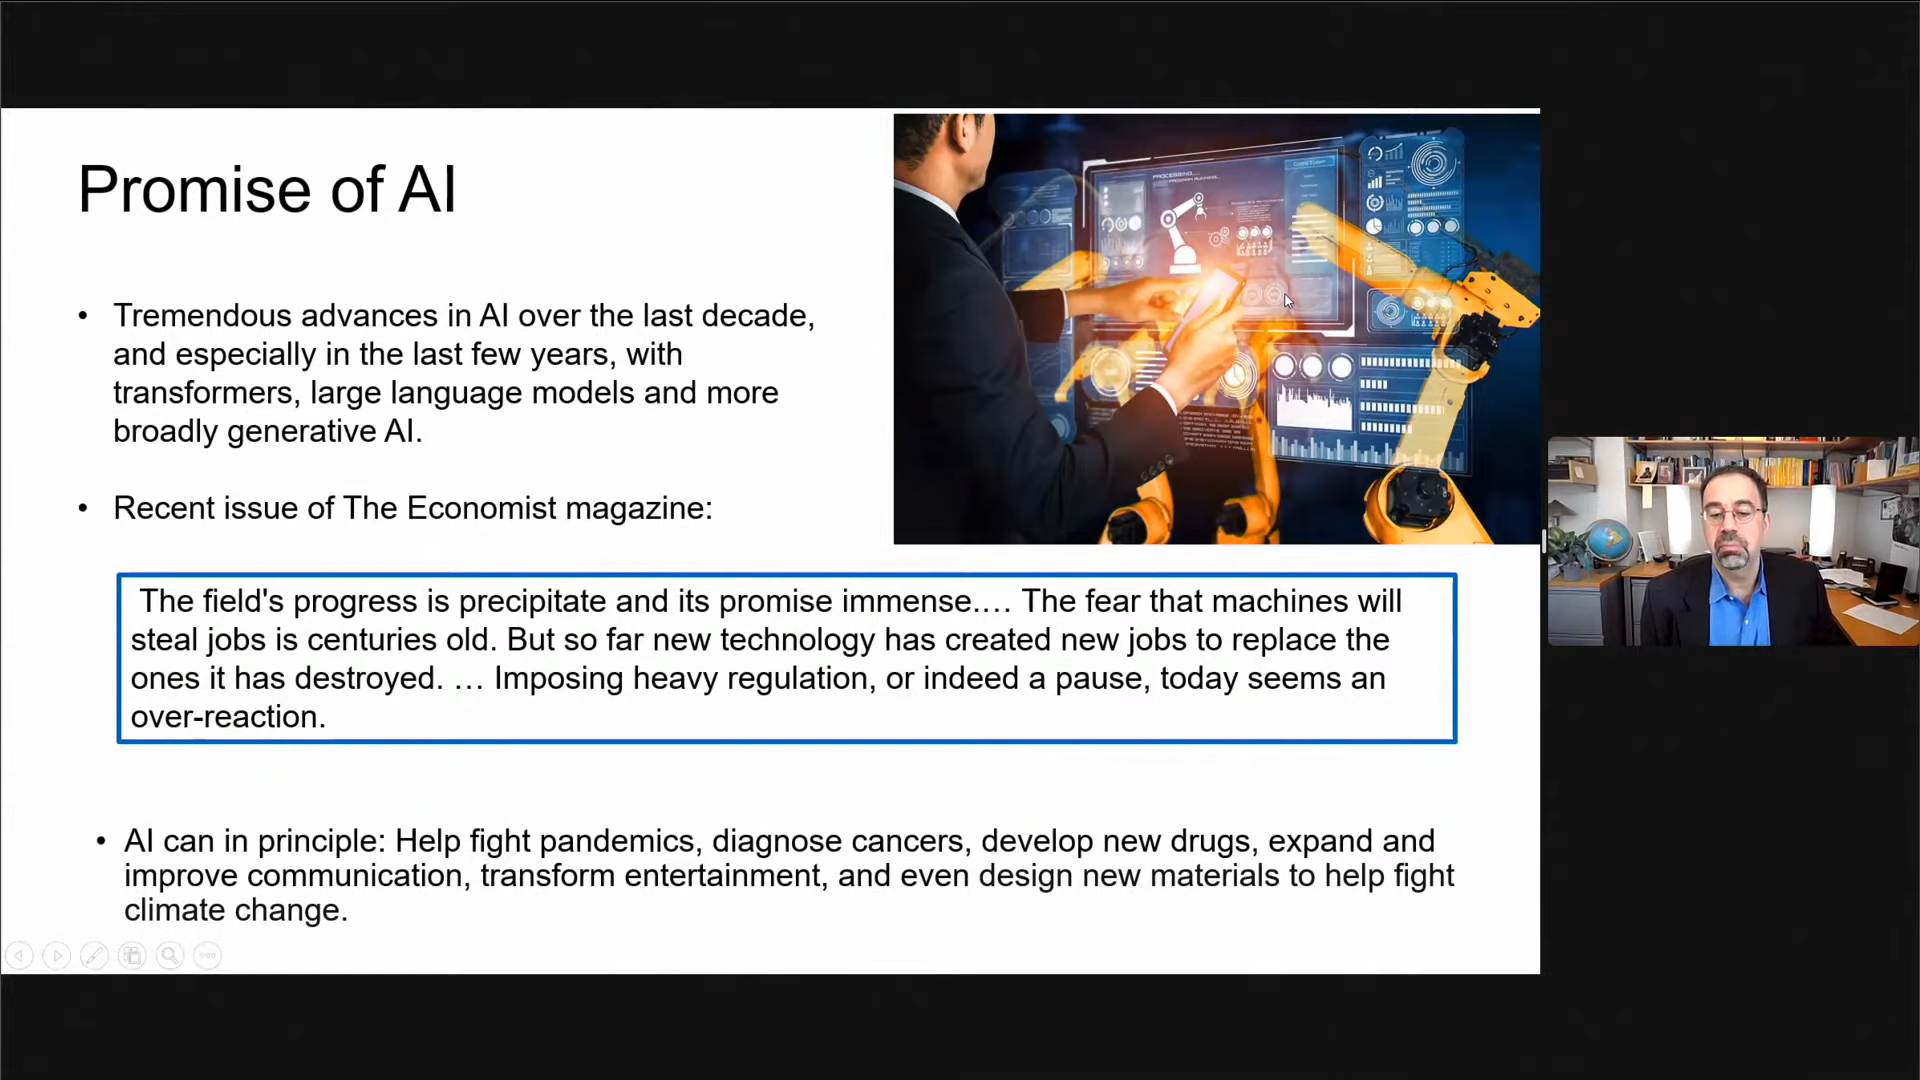 Promise of AI
• Tremendous advances in AI over the last decade,
and especially in the last few years, with
transformers, large language models and more
broadly generative AI.
• Recent issue of The Economist magazine:
The field's progress is precipitate and its promise immense.... The fear that machines will
steal jobs is centuries old. But so far new technology has created new jobs to replace the
ones it has destroyed. ... Imposing heavy regulation, or indeed a pause, today seems an
over-reaction.
• AI can in principle: Help fight pandemics, diagnose cancers, develop new drugs, expand and
improve communication, transform entertainment, and even design new materials to help fight
climate change.
PROCESSING...